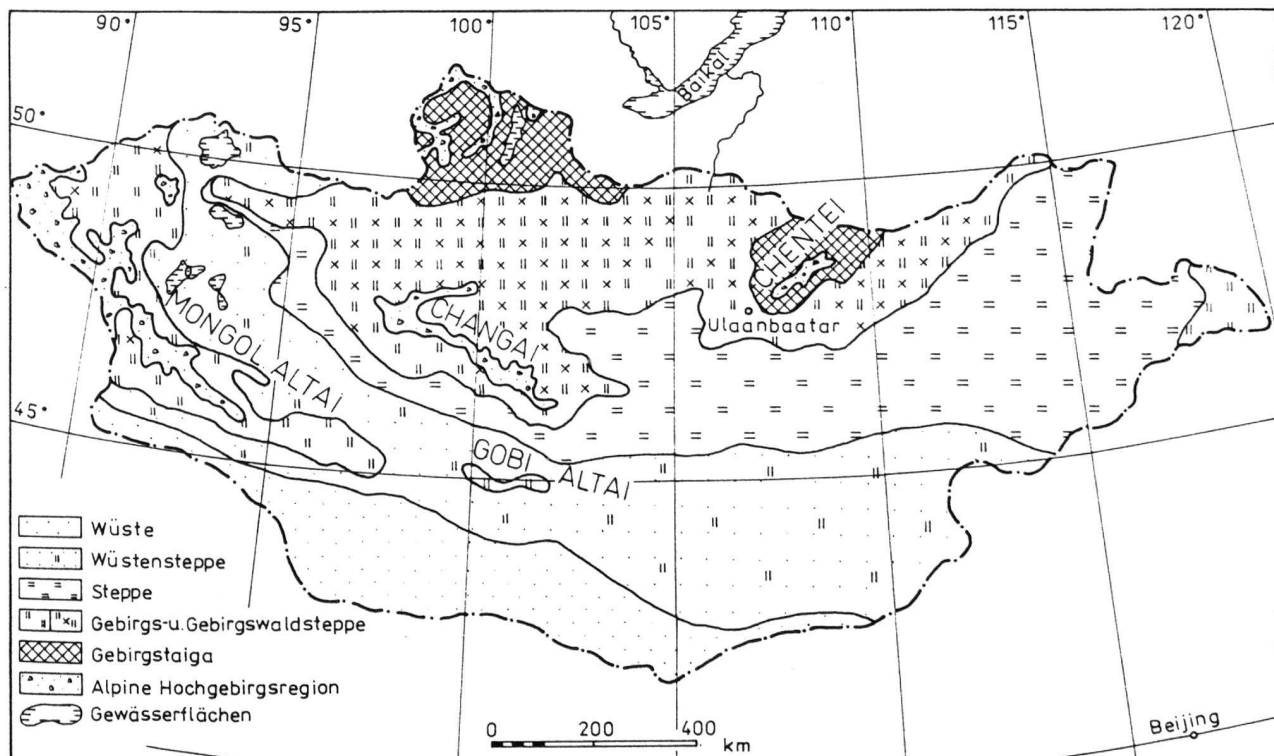 90°
95°
100°
105°
110°
115°
120°
Baikal
50°
CHENTEI
MONGOL ALTAI
CHANGAI
Ulaanbaatar
45°
GOBI ALTAI
Wüste
Wüstensteppe
Steppe
Gebirgs-u. Gebirgswaldsteppe
Gebirgstaiga
Alpine Hochgebirgsregion
Gewässerflächen
0 200 400
km
Beijing